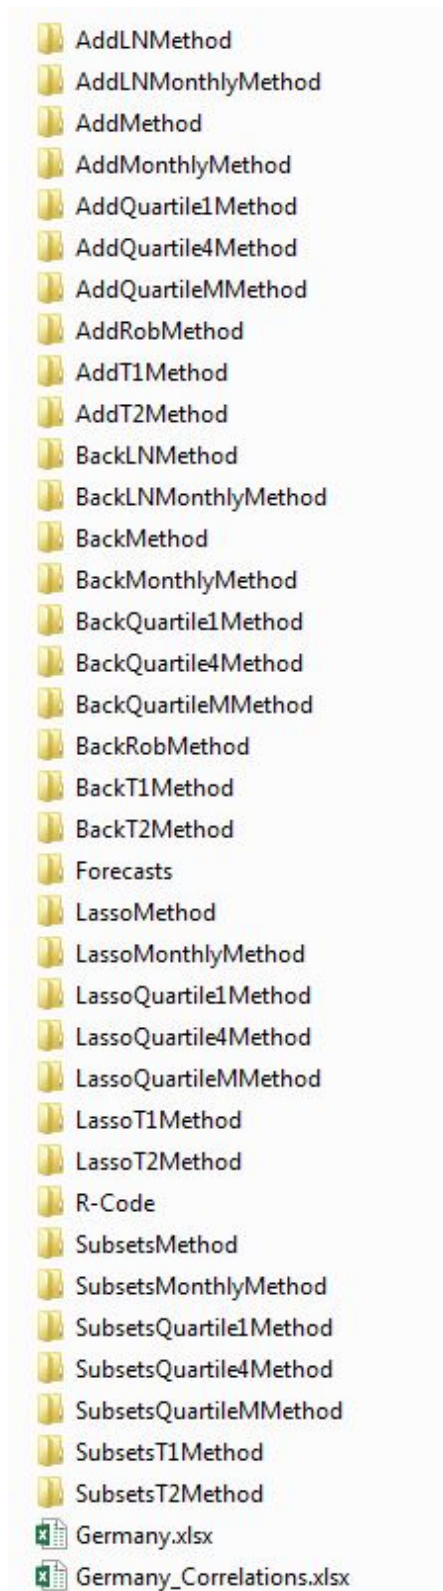 AddLNMethod
AddLNMonthlyMethod
AddMethod
AddMonthlyMethod
AddQuartile1Method
AddQuartile4Method
AddQuartileMMethod
AddRobMethod
AddT1Method
AddT2Method
BackLNMethod
BackLNMonthlyMethod
BackMethod
BackMonthlyMethod
BackQuartile1Method
BackQuartile4Method
BackQuartileMMethod
BackRobMethod
BackT1Method
BackT2Method
Forecasts
LassoMethod
LassoMonthlyMethod
LassoQuartile1Method
LassoQuartile4Method
LassoQuartileMMethod
LassoT1Method
LassoT2Method
R-Code
SubsetsMethod
SubsetsMonthlyMethod
SubsetsQuartile1Method
SubsetsQuartile4Method
SubsetsQuartileMMethod
SubsetsT1Method
SubsetsT2Method
Germany.xlsx
Germany_Correlations.xlsx